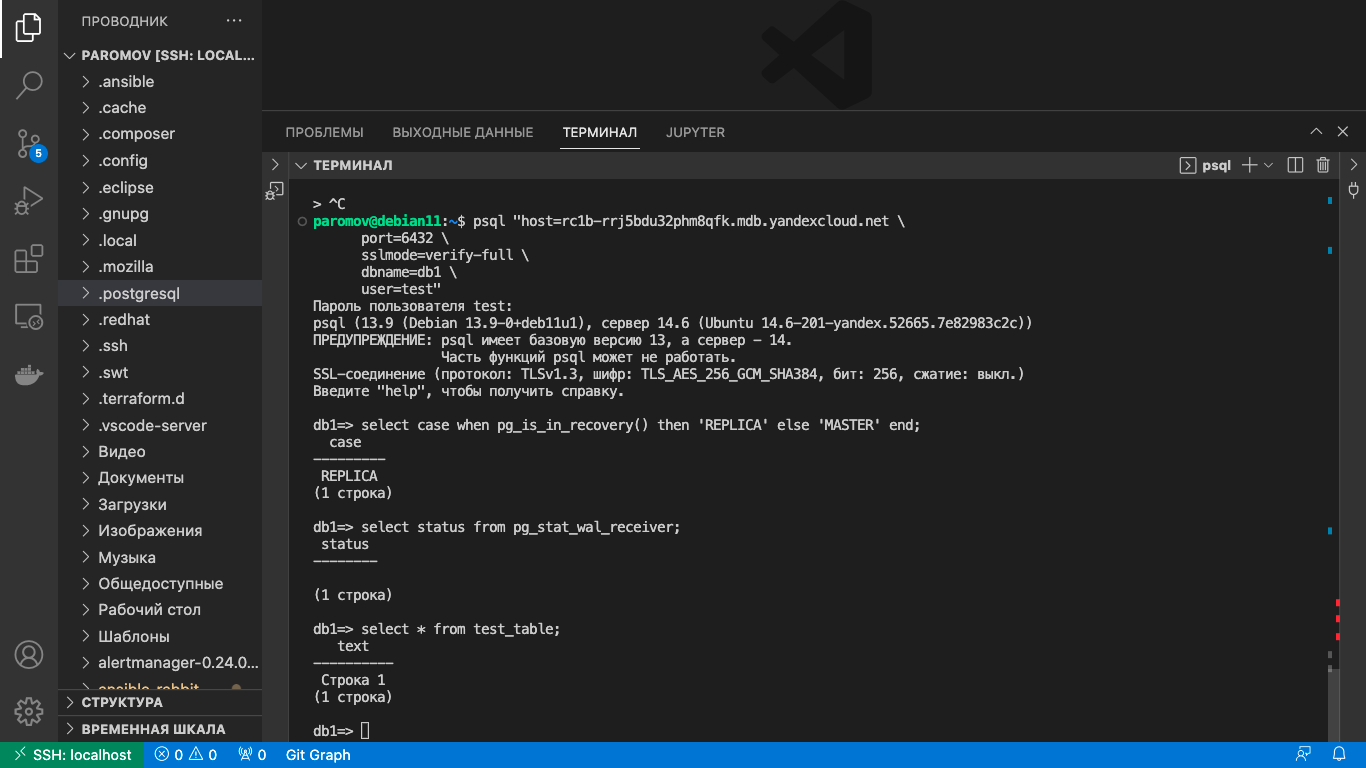 ПРОВОДНИК
PAROMOV [SSH: LOCAL...
.ansible
.cache
.composer
.config
.eclipse
.gnupg
.local
.mozilla
.postgresql
.redhat
.ssh
.swt
.terraform.d
.vscode-server
Видео
Документы
Загрузки
Изображения
Музыка
Общедоступные
Рабочий стол
Шаблоны
alertmanager-0.24.0...
ansible-rabbit
СТРУКТУРА
ВРЕМЕННАЯ ШКАЛА
5
ПРОБЛЕМЫ ВЫХОДНЫЕ ДАННЫЕ ТЕРМИНАЛ JUPYTER
ТЕРМИНАЛ psql
> ^C
paromov@debian11:~$ psql "host=rc1b-rrj5bdu32phm8qfk.mdb.yandexcloud.net \
port=6432 \
sslmode=verify-full \
dbname=db1 \
user=test"
Пароль пользователя test:
psql (13.9 (Debian 13.9-0+deb11u1), сервер 14.6 (Ubuntu 14.6-201-yandex.52665.7e82983c2c))
ПРЕДУПРЕЖДЕНИЕ: psql имеет базовую версию 13, а сервер - 14.
Часть функций psql может не работать.
SSL-соединение (протокол: TLSv1.3, шифр: TLS_AES_256_GCM_SHA384, бит: 256, сжатие: выкл.)
Введите "help", чтобы получить справку.
db1=> select case when pg_is_in_recovery() then 'REPLICA' else 'MASTER' end;
case
---------
REPLICA
(1 строка)
db1=> select status from pg_stat_wal_receiver;
status
--------
(1 строка)
db1=> select * from test_table;
text
----------
Строка 1
(1 строка)
db1=>
SSH: localhost 0 0 0 Git Graph